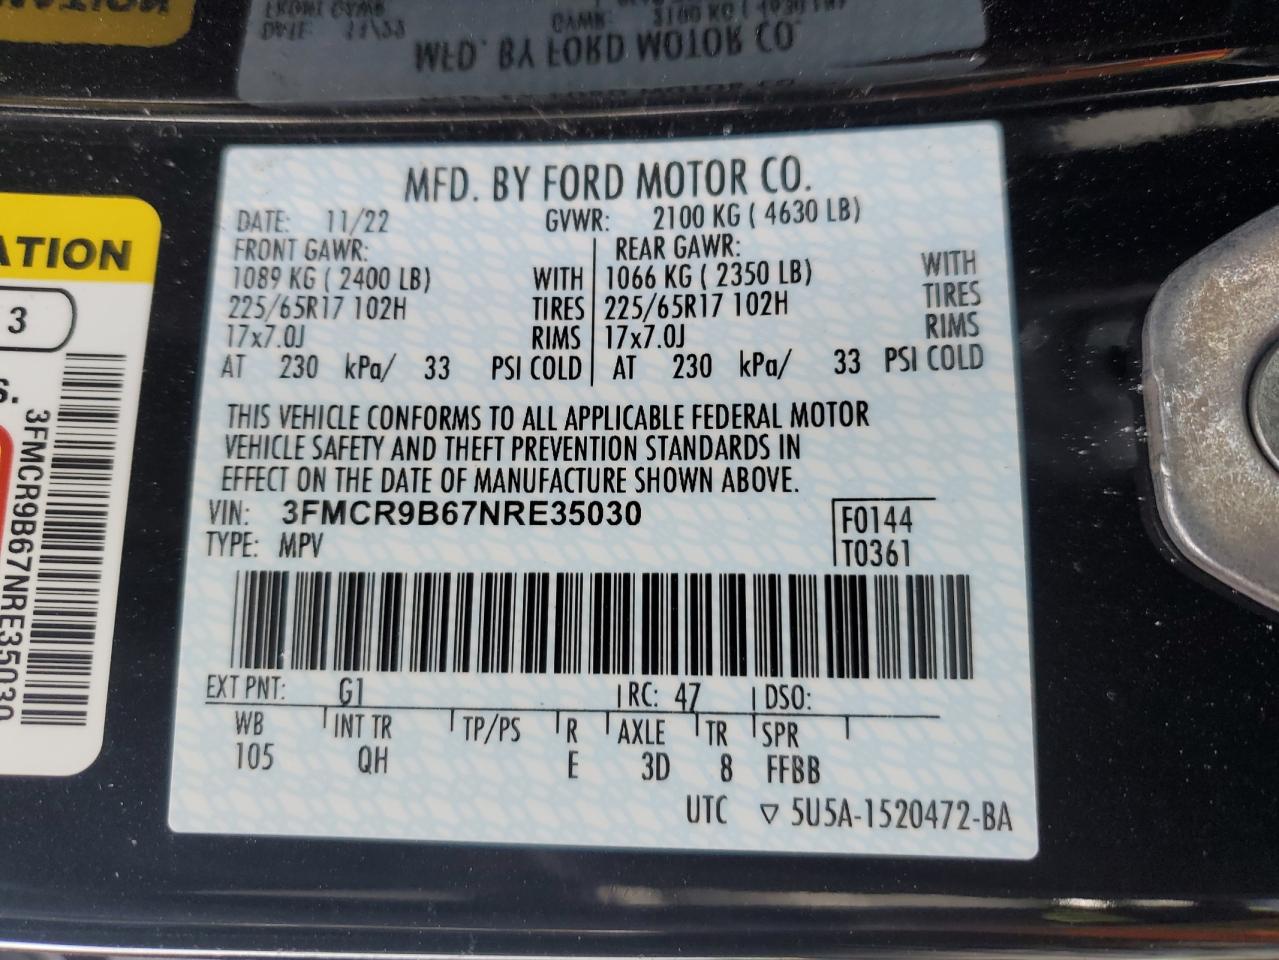 MFD. BY FORD MOTOR CO.
DATE: 11/22 GVWR: 2100 KG ( 4630 LB)
FRONT GAWR: REAR GAWR:
1089 KG ( 2400 LB) WITH 1066 KG ( 2350 LB) WITH
225/65R17 102H TIRES 225/65R17 102H TIRES
17x7.0J RIMS 17x7.0J RIMS
AT 230 kPa/ 33 PSI COLD AT 230 kPa/ 33 PSI COLD
THIS VEHICLE CONFORMS TO ALL APPLICABLE FEDERAL MOTOR
VEHICLE SAFETY AND THEFT PREVENTION STANDARDS IN
EFFECT ON THE DATE OF MANUFACTURE SHOWN ABOVE.
VIN: 3FMCR9B67NRE35030 F0144
TYPE: MPV T0361
EXT PNT: G1 RC: 47 DSO:
WB INT TR TP/PS R AXLE TR SPR
105 QH E 3D 8 FFBB
UTC ▽ 5U5A-1520472-BA
ATION
3
S.
3FMCR9B67NRE35030